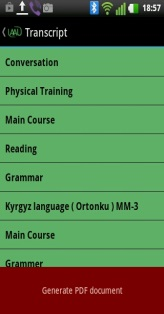 18:57
Transcript
Conversation
Physical Training
Main Course
Reading
Grammar
Kyrgyz language ( Ortonku ) MM-3
Main Course
Grammer
Generate PDF document